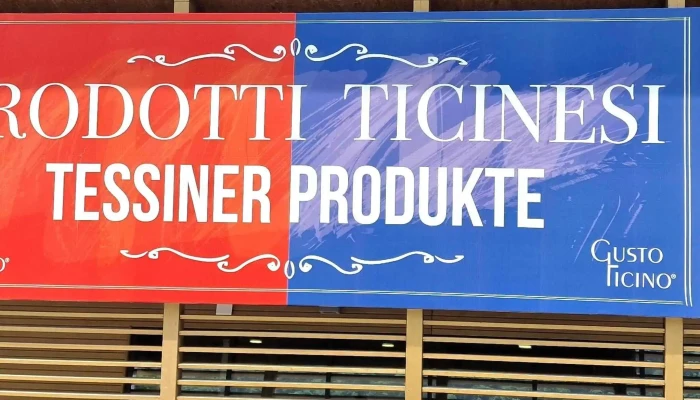 RODOTTI TICINESI
TESSINER PRODUKTE
GUSTO
TICINO®